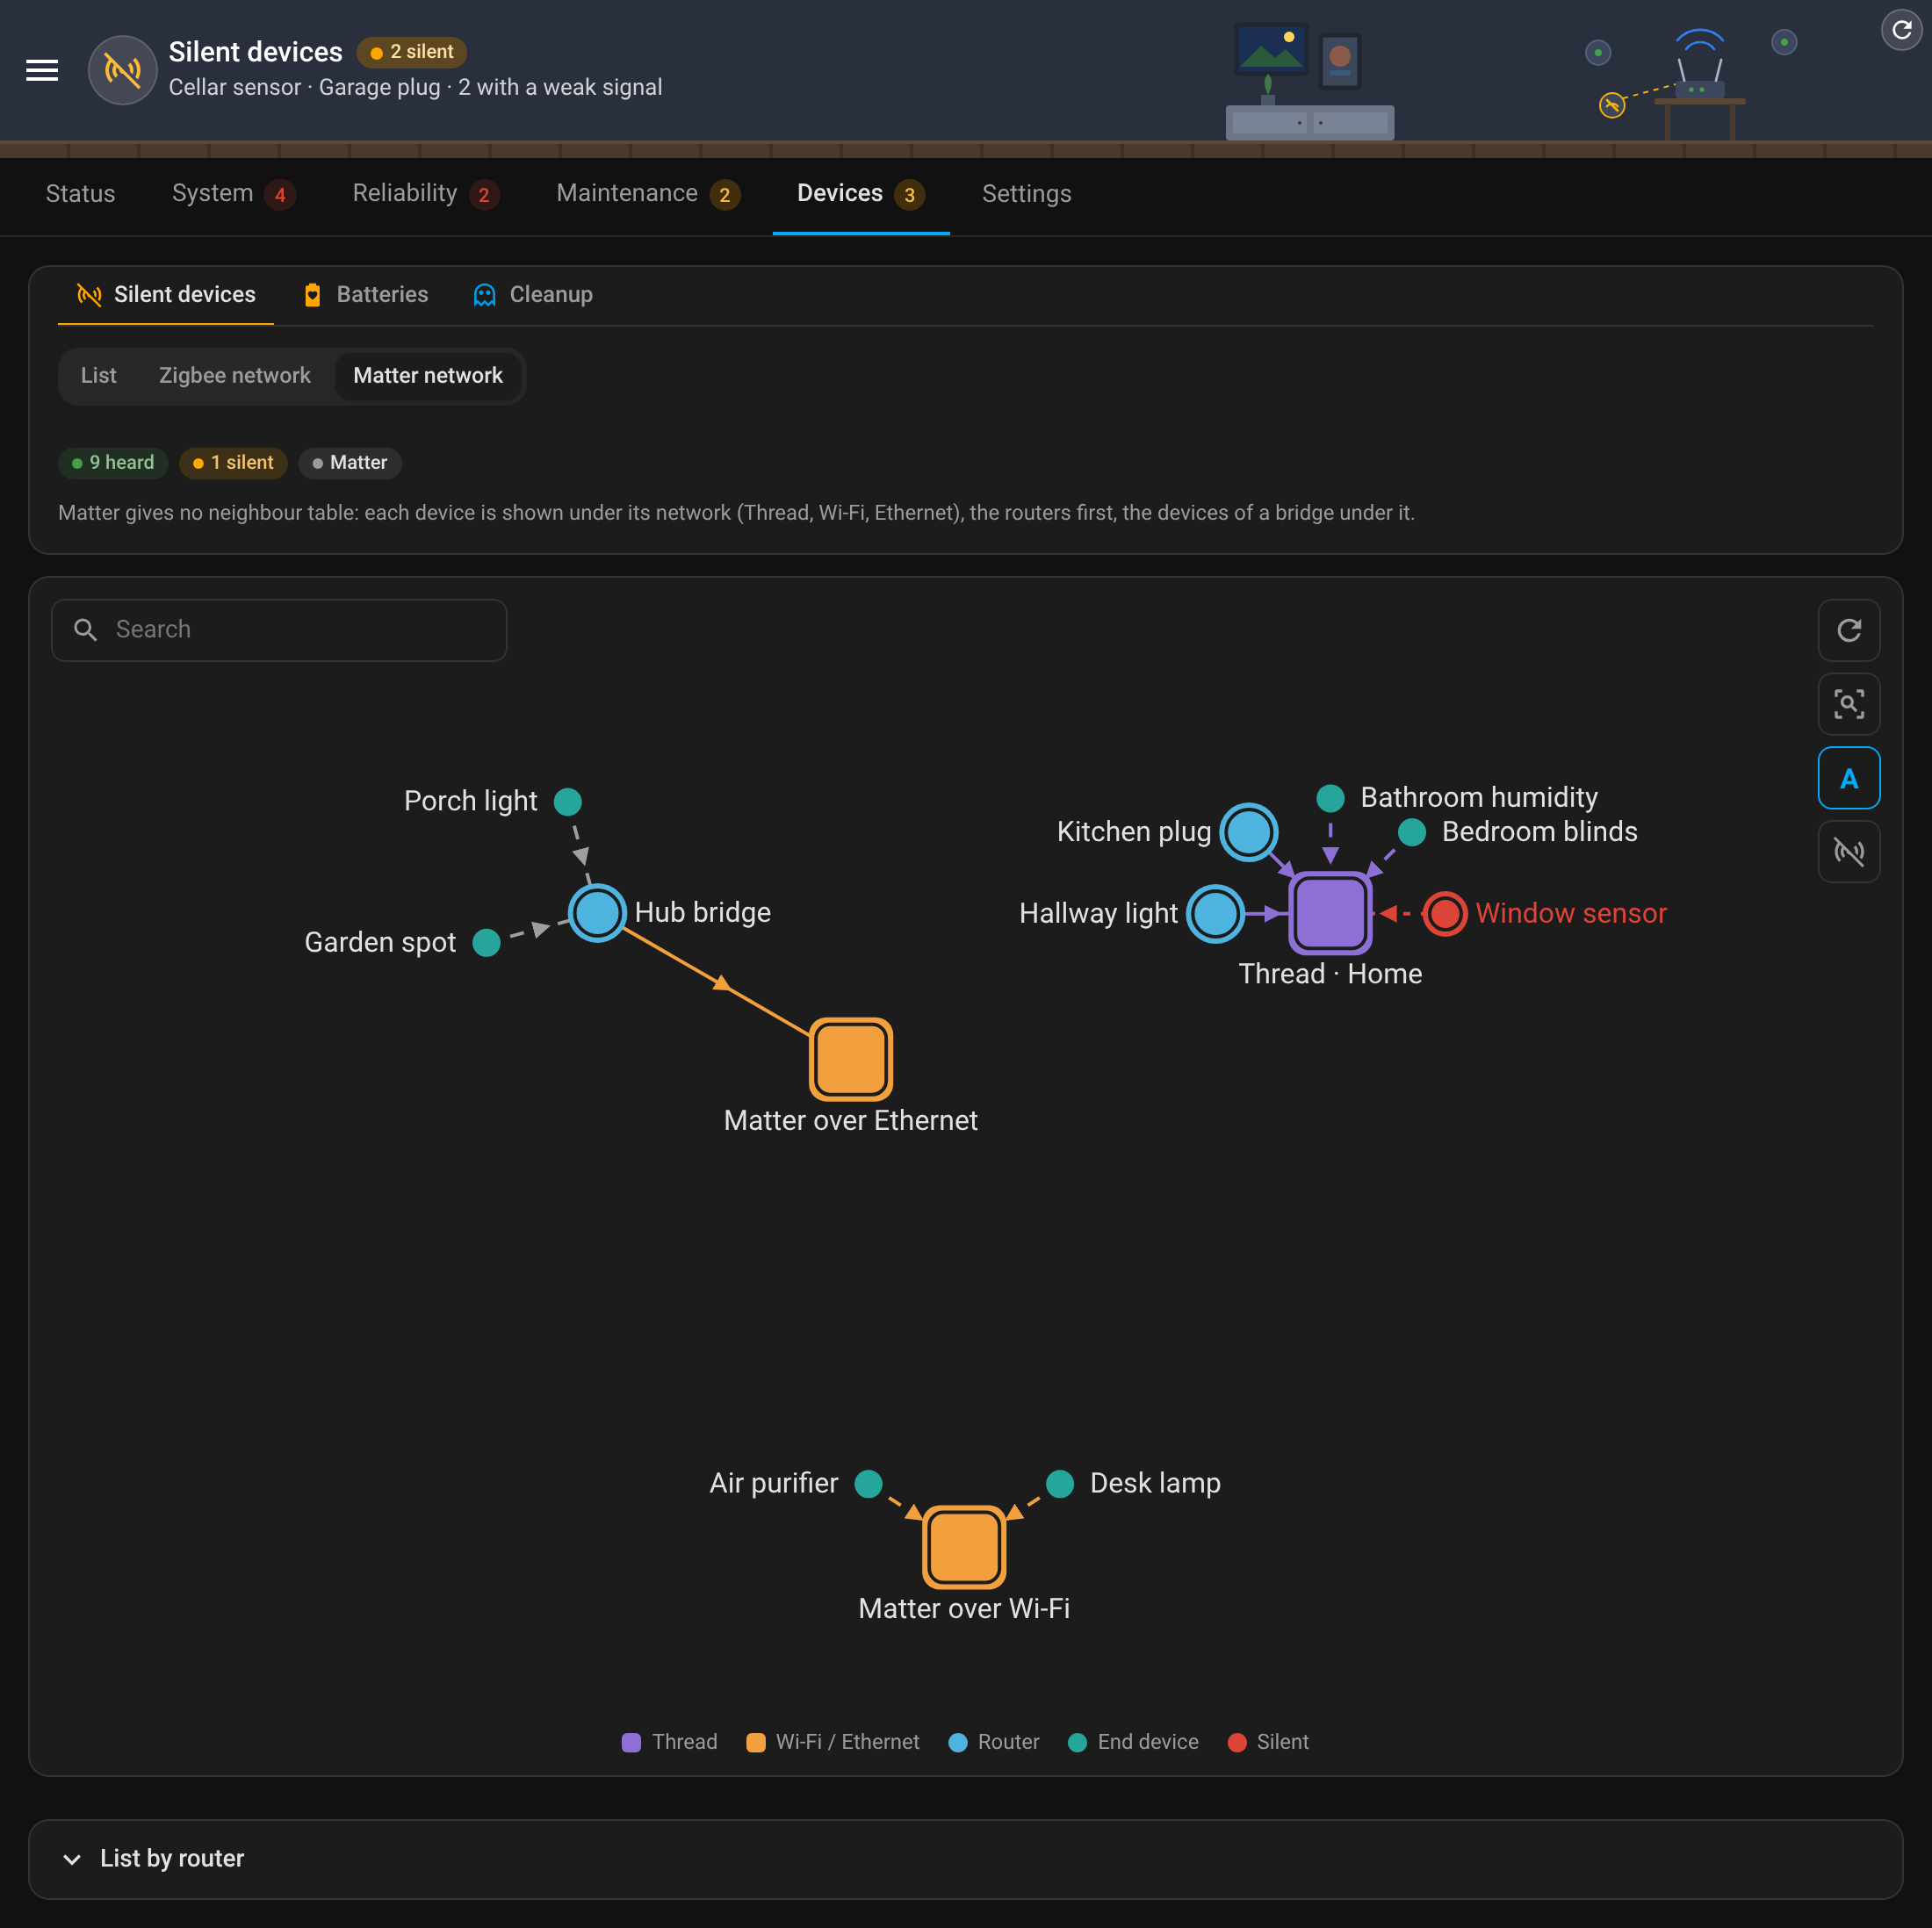 Silent devices 2 silent
Cellar sensor · Garage plug · 2 with a weak signal
Status System 4 Reliability 2 Maintenance 2 Devices 3 Settings
Silent devices Batteries Cleanup
List Zigbee network Matter network
9 heard 1 silent Matter
Matter gives no neighbour table: each device is shown under its network (Thread, Wi-Fi, Ethernet), the routers first, the devices of a bridge under it.
Search
A
Porch light
Bathroom humidity
Kitchen plug
Bedroom blinds
Hub bridge
Hallway light
Window sensor
Garden spot
Thread · Home
Matter over Ethernet
Air purifier
Desk lamp
Matter over Wi-Fi
Thread Wi-Fi / Ethernet Router End device Silent
List by router